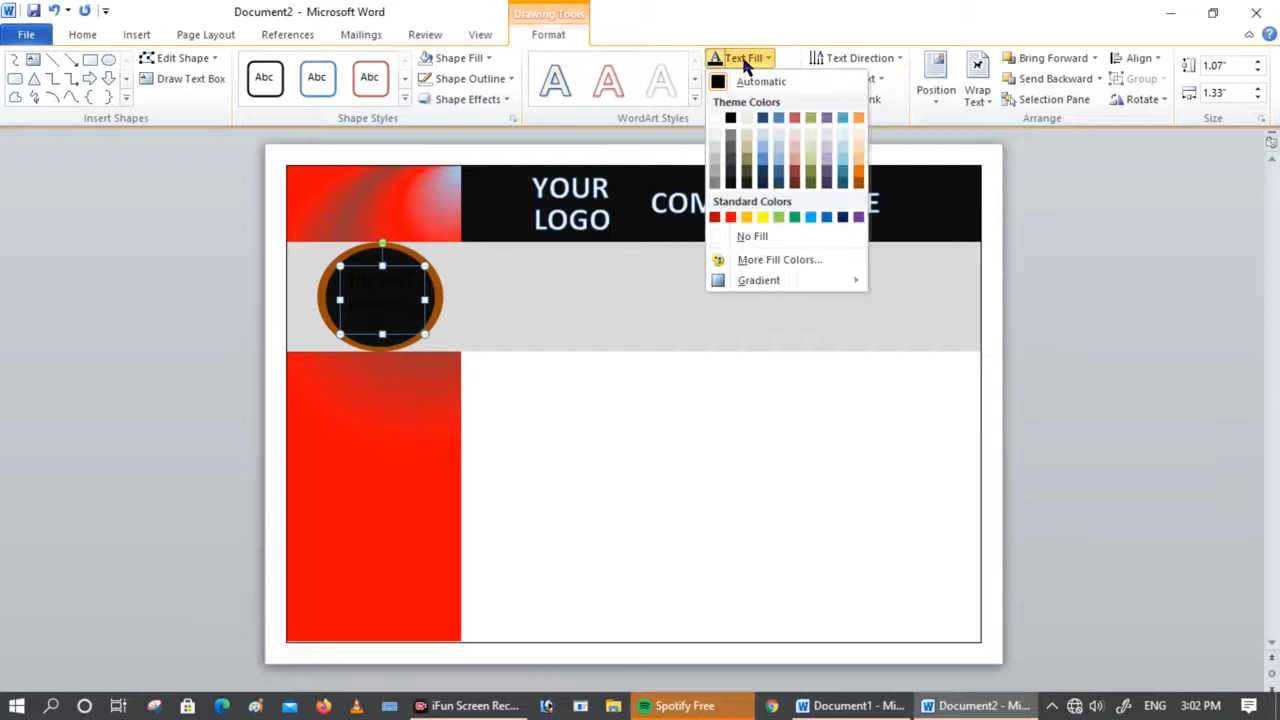 Document2 - Microsoft Word
Drawing Tools
File
Home
Insert
Page Layout
References
Mailings
Review
View
Format
Edit Shape
Draw Text Box
Insert Shapes
Abc
Abc
Abc
Shape Fill
Shape Outline
Shape Effects
Shape Styles
A
A
A
WordArt Styles
A Text Fill
Text Direction
Position
Wrap
Text
Bring Forward
Send Backward
Selection Pane
Align
Group
Rotate
Arrange
1.07"
1.33"
Size
Automatic
Theme Colors
Standard Colors
No Fill
More Fill Colors...
Gradient
YOUR
LOGO
COM
E
iFun Screen Rec...
Spotify Free
Document1 - Mi...
Document2 - Mi...
ENG
3:02 PM